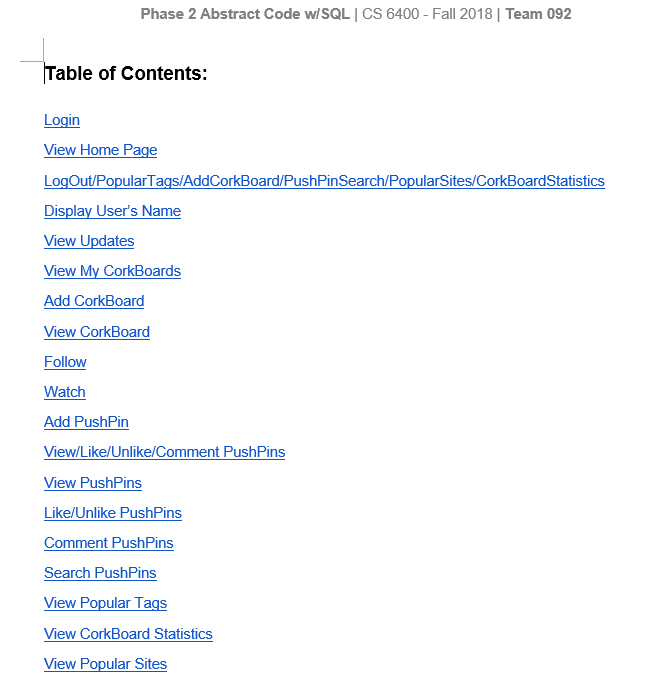 Phase 2 Abstract Code w/SQL | CS 6400 - Fall 2018 | Team 092
Table of Contents:
Login
View Home Page
LogOut/PopularTags/AddCorkBoard/PushPinSearch/PopularSites/CorkBoardStatistics
Display User's Name
View Updates
View My CorkBoards
Add CorkBoard
View CorkBoard
Follow
Watch
Add PushPin
View/Like/Unlike/Comment PushPins
View PushPins
Like/Unlike PushPins
Comment PushPins
Search PushPins
View Popular Tags
View CorkBoard Statistics
View Popular Sites